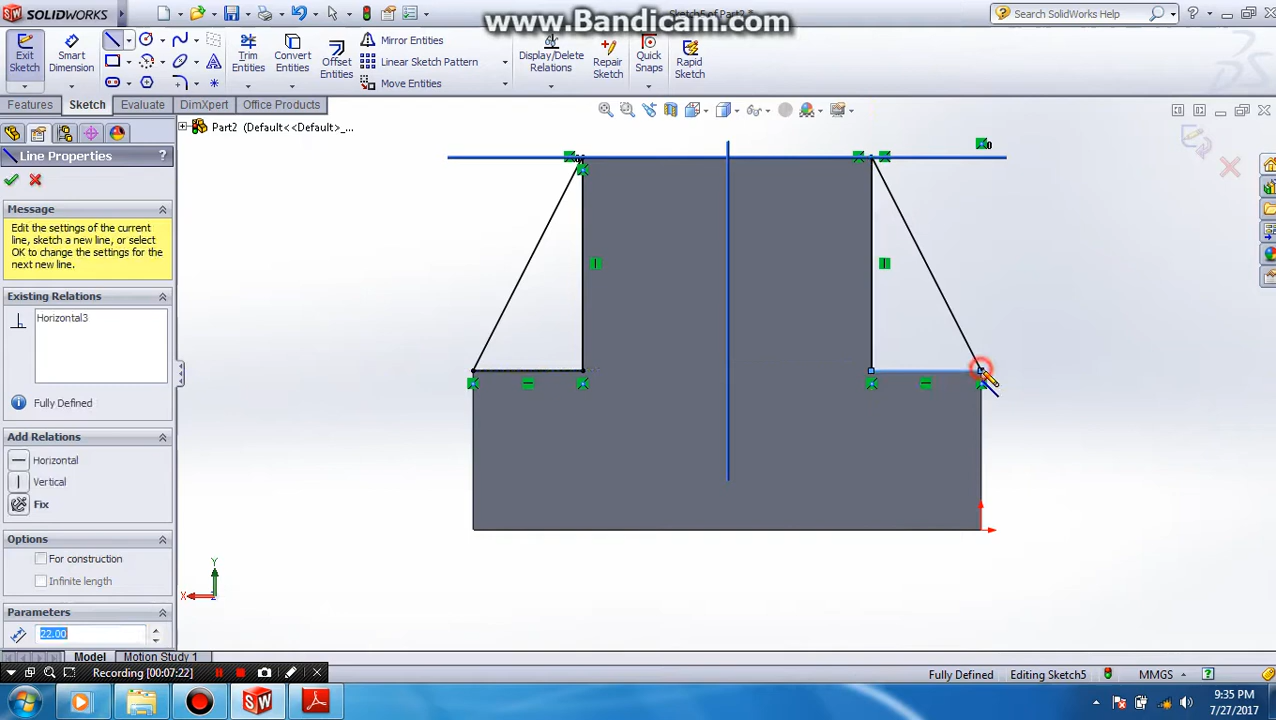 SOLIDWORKS
Sketch5 of Part2 *
www.Bandicam.com
Search SolidWorks Help
Exit Sketch
Smart Dimension
Trim Entities
Convert Entities
Offset Entities
Mirror Entities
Linear Sketch Pattern
Move Entities
Display/Delete Relations
Repair Sketch
Quick Snaps
Rapid Sketch
Features
Sketch
Evaluate
DimXpert
Office Products
Part2 (Default<<Default>_...
Line Properties
?
Message
Edit the settings of the current
line, sketch a new line, or select
OK to change the settings for the
next new line.
Existing Relations
Horizontal3
Fully Defined
Add Relations
Horizontal
Vertical
Fix
Options
For construction
Infinite length
Parameters
22.00
0
Y
X
Z
Model
Motion Study 1
Recording [00:07:22]
Fully Defined
Editing Sketch5
MMGS
9:35 PM
7/27/2017